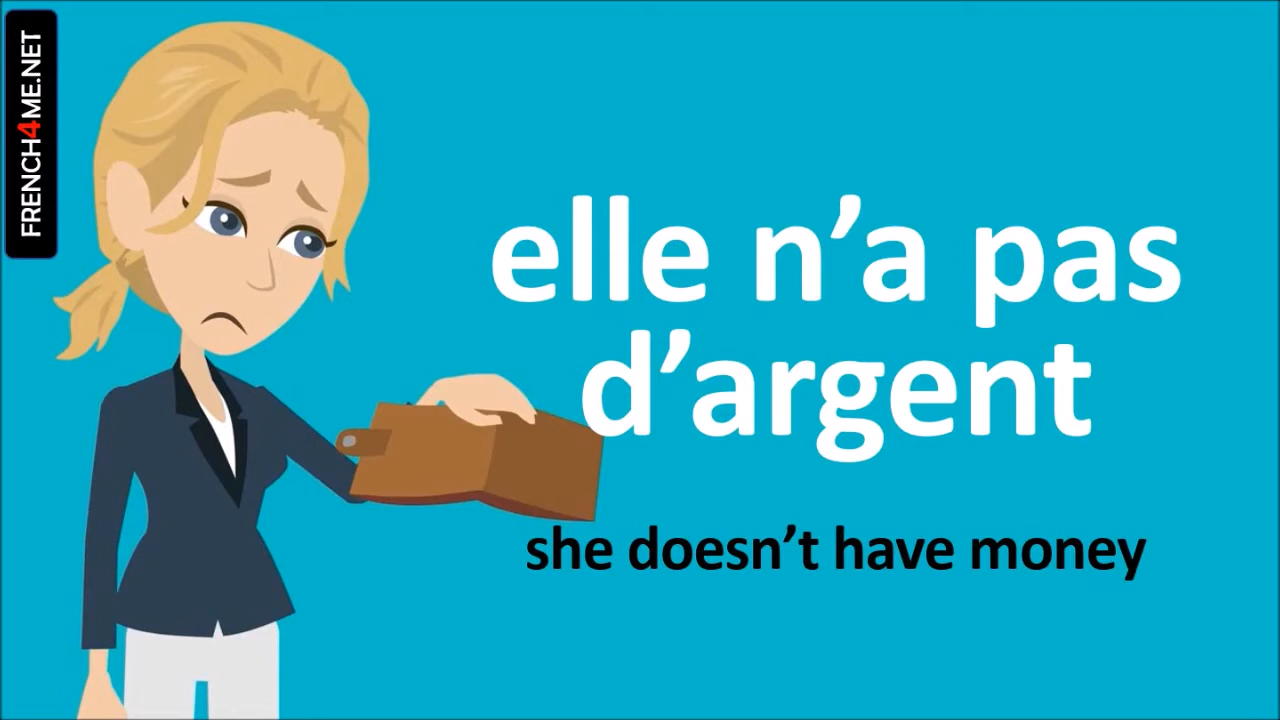 FRENCH4ME.NET
elle n’a pas
d’argent
she doesn’t have money